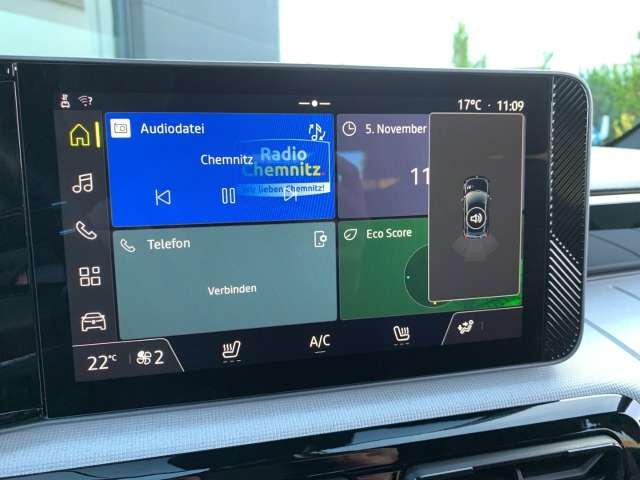 17°C · 11:09
Audiodatei
Chemnitz
Radio
Chemnitz.
Wir lieben Chemnitz!
5. November
11
Telefon
Verbinden
Eco Score
22°C
2
A/C